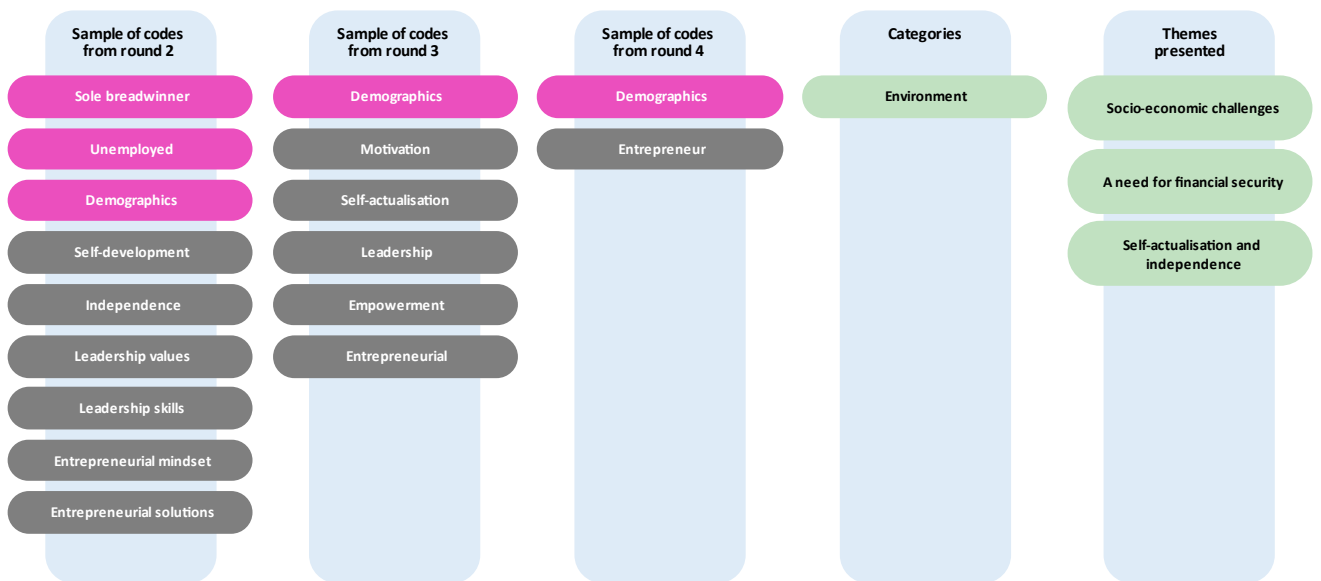 Sample of codes
from round 2
Sole breadwinner
Unemployed
Demographics
Self-development
Independence
Leadership values
Leadership skills
Entrepreneurial mindset
Entrepreneurial solutions
Sample of codes
from round 3
Demographics
Motivation
Self-actualisation
Leadership
Empowerment
Entrepreneurial
Sample of codes
from round 4
Demographics
Entrepreneur
Categories
Environment
Themes
presented
Socio-economic challenges
A need for financial security
Self-actualisation and
independence